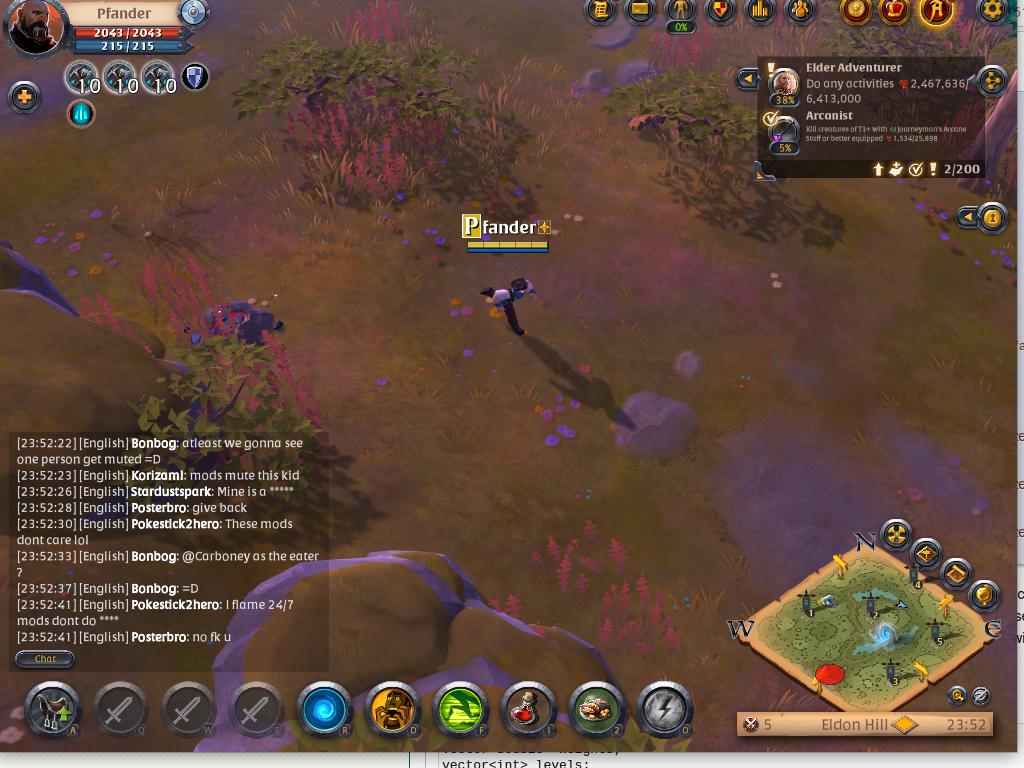 Pfander
2043 / 2043
215 / 215
10 10 10
0%
Elder Adventurer
Do any activities 2,467,636/
6,413,000
38%
Arcanist
Kill creatures of T3+ with Journeyman's Arcane
Staff or better equipped 1,534/25,898
5%
2/200
Pfander
[23:52:22] [English] Bonbog: atleast we gonna see
one person get muted =D
[23:52:23] [English] Korizaml: mods mute this kid
[23:52:26] [English] Stardustspark: Mine is a *****
[23:52:28] [English] Posterbro: give back
[23:52:30] [English] Pokestick2hero: These mods
dont care lol
[23:52:33] [English] Bonbog: @Carboney as the eater
?
[23:52:37] [English] Bonbog: =D
[23:52:41] [English] Pokestick2hero: I flame 24/7
mods dont do ****
[23:52:41] [English] Posterbro: no fk u
Chat
A Q W E R D F 1 2 O
N
W E
1 2 3 4 5
5 Eldon Hill 23:52
vector<int> levels;